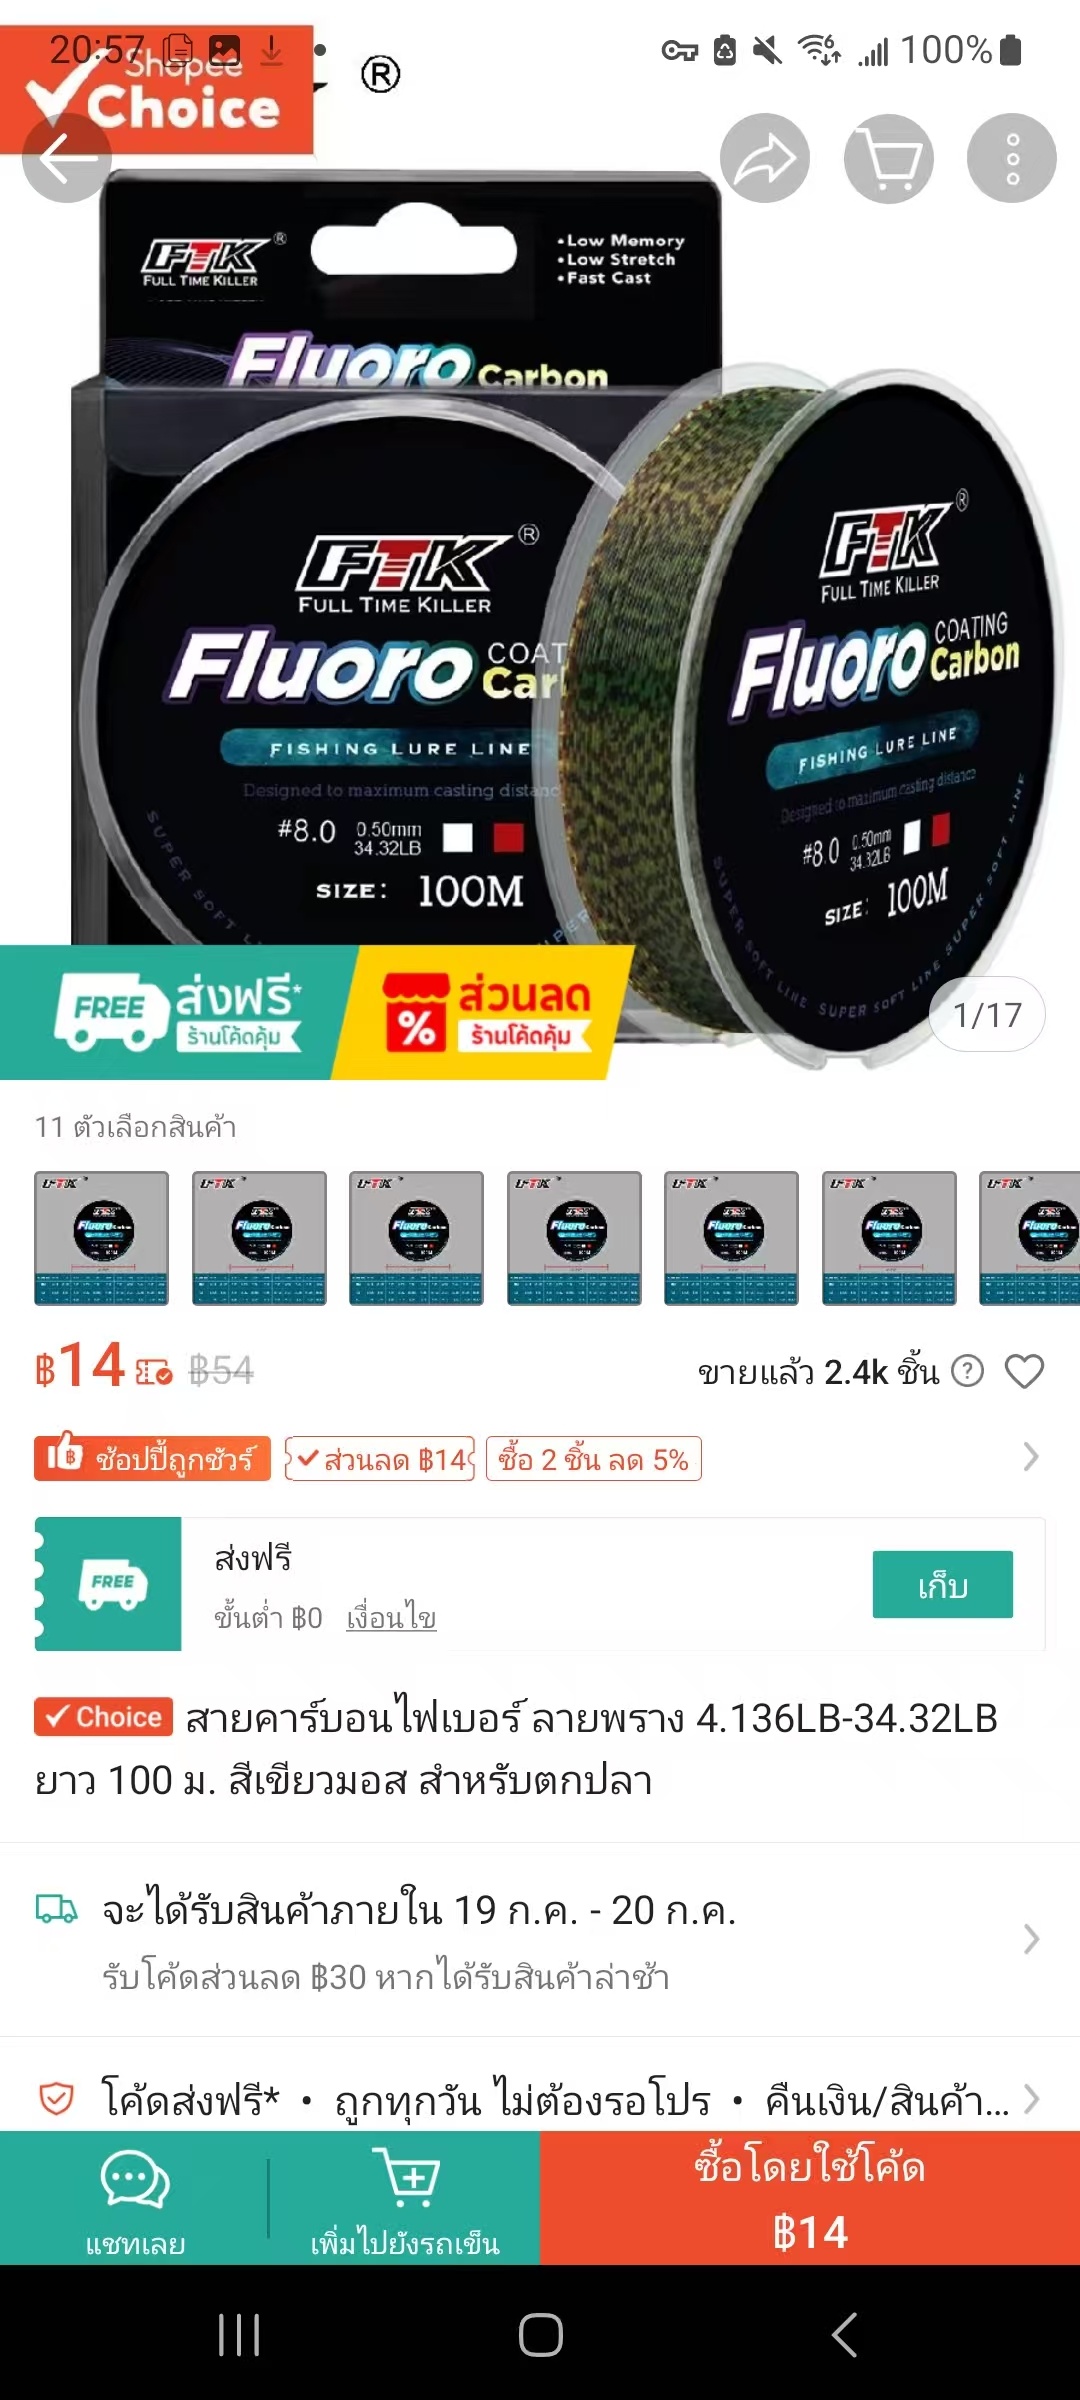 20:57
100%
Shopee
Choice
®
FTK®
FULL TIME KILLER
•Low Memory
•Low Stretch
•Fast Cast
Fluoro Carbon
FTK®
FULL TIME KILLER
Fluoro COAT
Car
FISHING LURE LINE
Designed to maximum casting distanc
#8.0 0.50mm
34.32LB
SIZE: 100M
FTK®
FULL TIME KILLER
Fluoro COATING
Carbon
FISHING LURE LINE
Designed to maximum casting distance
#8.0 0.50mm
34.32LB
SIZE: 100M
SUPER SOFT LINE SUPER SOFT LINE SUPER SOFT LINE
FREE ส่งฟรี*
ร้านโค้ดคุ้ม
% ส่วนลด
ร้านโค้ดคุ้ม
1/17
11 ตัวเลือกสินค้า
฿14 ฿54
ขายแล้ว 2.4k ชิ้น ?
ช้อปปี้ถูกชัวร์ ส่วนลด ฿14 ซื้อ 2 ชิ้น ลด 5%
FREE
ส่งฟรี
ขั้นต่ำ ฿0 เงื่อนไข
เก็บ
Choice สายคาร์บอนไฟเบอร์ ลายพราง 4.136LB-34.32LB
ยาว 100 ม. สีเขียวมอส สำหรับตกปลา
จะได้รับสินค้าภายใน 19 ก.ค. - 20 ก.ค.
รับโค้ดส่วนลด ฿30 หากได้รับสินค้าล่าช้า
โค้ดส่งฟรี* • ถูกทุกวัน ไม่ต้องรอโปร • คืนเงิน/สินค้า...
แชทเลย
เพิ่มไปยังรถเข็น
ซื้อโดยใช้โค้ด
฿14